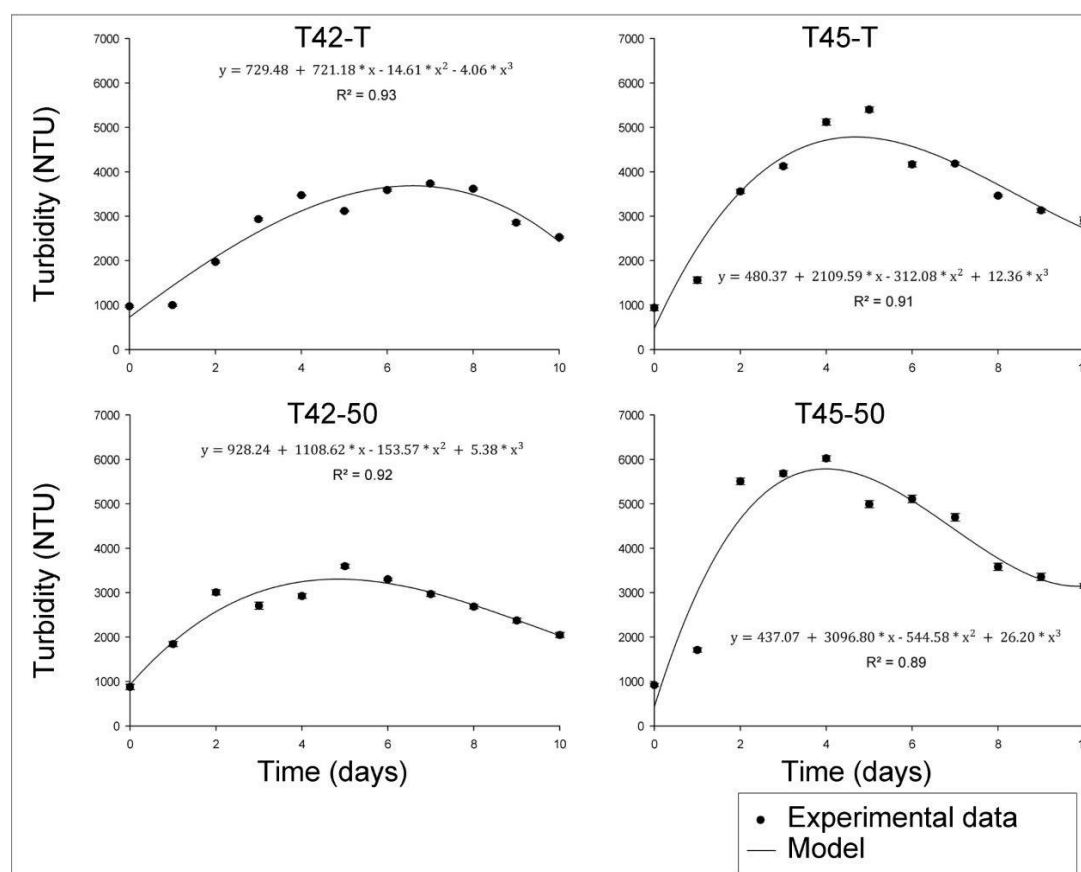 T42-T
y = 729.48 + 721.18 * x - 14.61 * x² - 4.06 * x³
R² = 0.93
Turbidity (NTU)
7000
6000
5000
4000
3000
2000
1000
0
0 2 4 6 8 10
T45-T
7000
6000
5000
4000
3000
2000
1000
0
y = 480.37 + 2109.59 * x - 312.08 * x² + 12.36 * x³
R² = 0.91
0 2 4 6 8 1
T42-50
y = 928.24 + 1108.62 * x - 153.57 * x² + 5.38 * x³
R² = 0.92
Turbidity (NTU)
7000
6000
5000
4000
3000
2000
1000
0
0 2 4 6 8 10
Time (days)
T45-50
7000
6000
5000
4000
3000
2000
1000
0
y = 437.07 + 3096.80 * x - 544.58 * x² + 26.20 * x³
R² = 0.89
0 2 4 6 8 1
Time (days)
Experimental data
Model